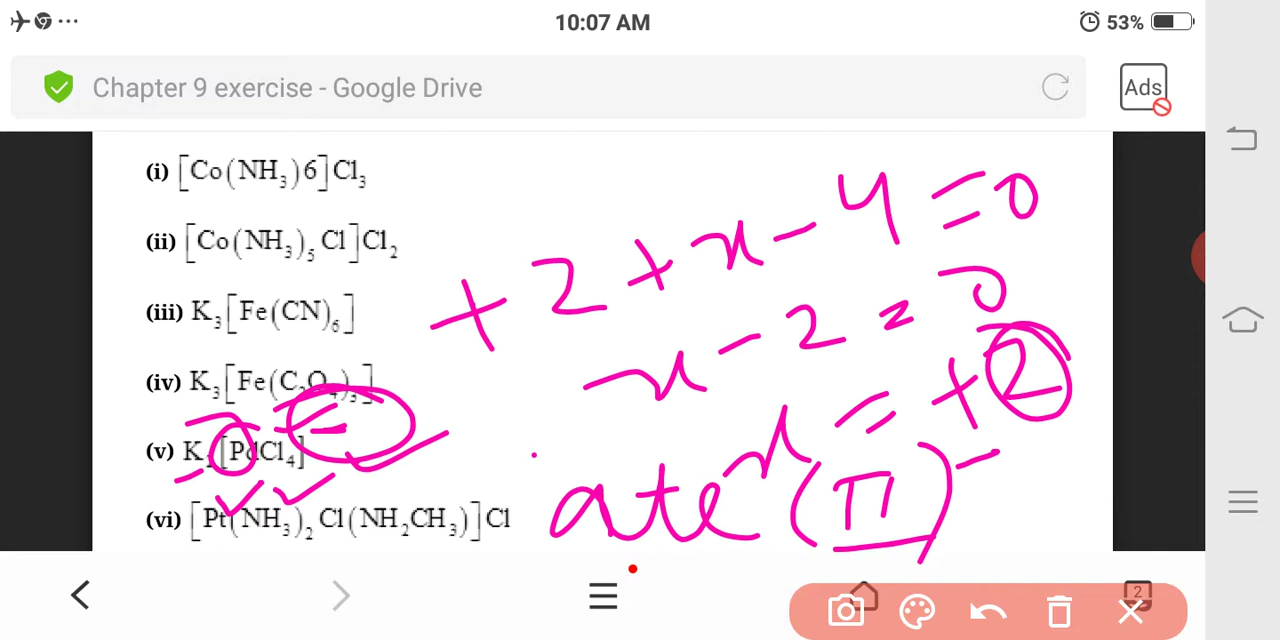 10:07 AM
53%
Chapter 9 exercise - Google Drive
Ads
(i) [Co(NH₃)6]Cl₃
(ii) [Co(NH₃)₅Cl]Cl₂
(iii) K₃[Fe(CN)₆]
(iv) K₃[Fe(C₂O₄)₃]
(v) K₂[PdCl₄]
(vi) [Pt(NH₃)₂Cl(NH₂CH₃)]Cl
+2+x-4=0
x-2=0
x=+2
ate (II)
2